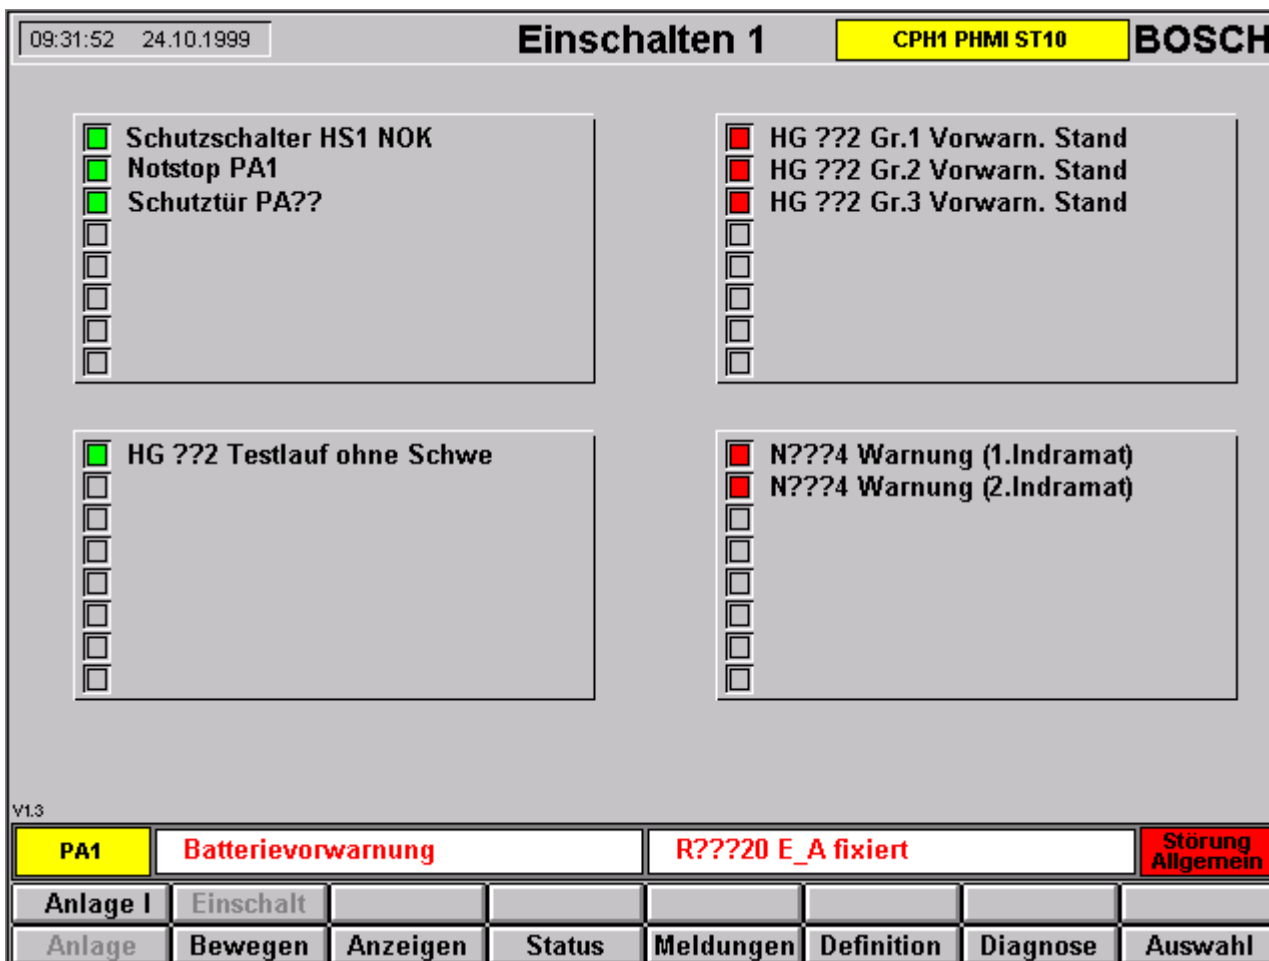 09:31:52 24.10.1999 Einschalten 1 CPH1 PHMI ST10 BOSCH
Schutzschalter HS1 NOK
Notstop PA1
Schutztür PA??
HG ??2 Gr.1 Vorwarn. Stand
HG ??2 Gr.2 Vorwarn. Stand
HG ??2 Gr.3 Vorwarn. Stand
HG ??2 Testlauf ohne Schwe
N???4 Warnung (1.Indramat)
N???4 Warnung (2.Indramat)
V1.3
PA1 Batterievorwarnung R???20 E_A fixiert Störung
Allgemein
Anlage I Einschalt
Anlage Bewegen Anzeigen Status Meldungen Definition Diagnose Auswahl